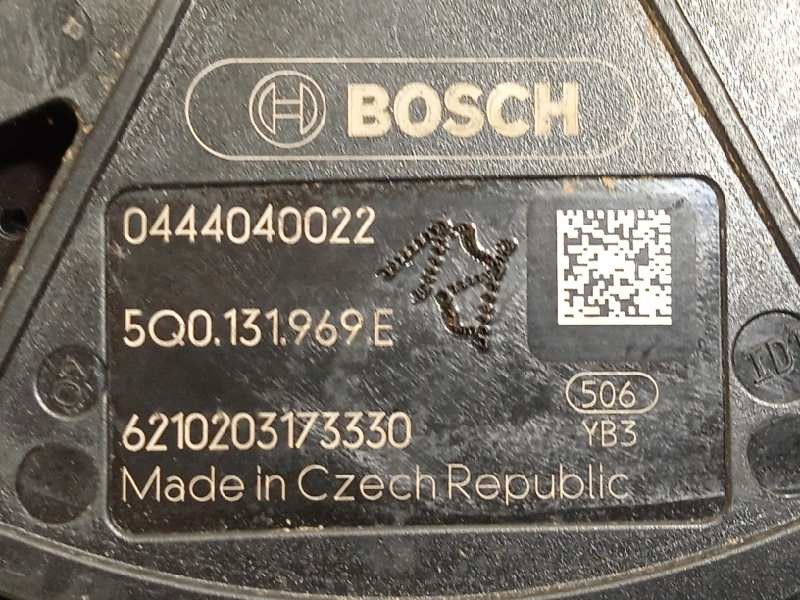 BOSCH
0444040022
5Q0.131.969.E
506
6210203173330
YB3
Made in Czech Republic